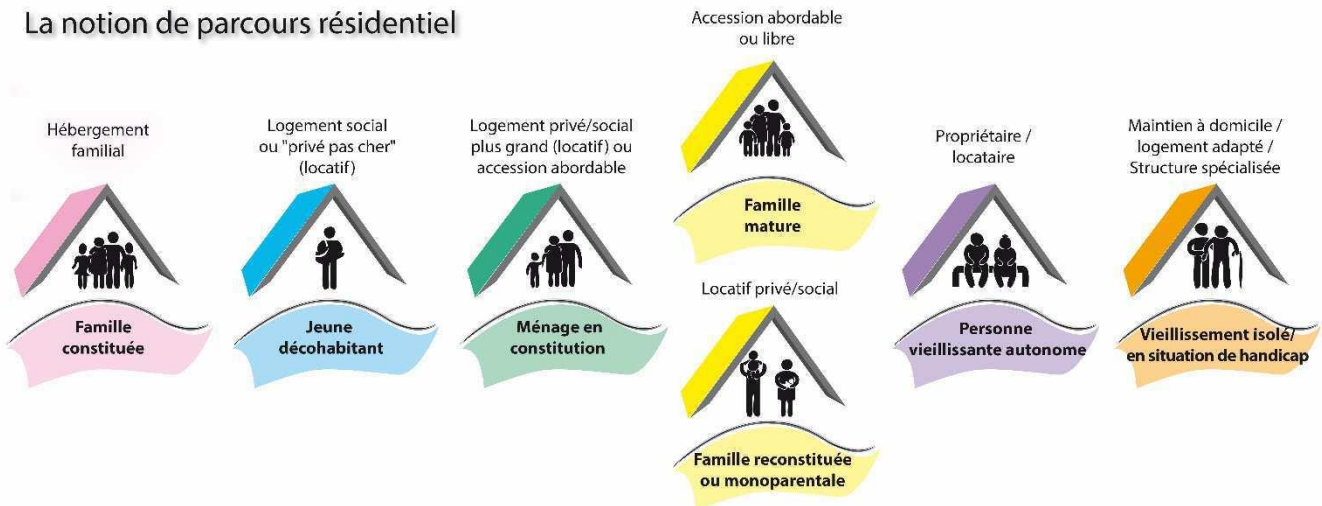 La notion de parcours résidentiel
Hébergement
familial
Famille
constituée
Logement social
ou "privé pas cher"
(locatif)
Jeune
décohabitant
Logement privé/social
plus grand (locatif) ou
accession abordable
Ménage en
constitution
Accession abordable
ou libre
Famille
mature
Locatif privé/social
Famille reconstituée
ou monoparentale
Propriétaire /
locataire
Personne
vieillissante autonome
Maintien à domicile /
logement adapté /
Structure spécialisée
Vieillissement isolé/
en situation de handicap